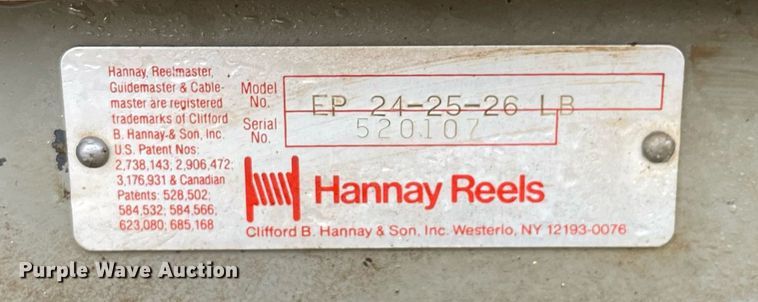 Hannay, Reelmaster,
Guidemaster & Cable-
master are registered
trademarks of Clifford
B. Hannay & Son, Inc.
U.S. Patent Nos:
2,738,143; 2,906,472;
3,176,931 & Canadian
Patents: 528,502;
584,532; 584,566,
623,080; 685,168
Model
No. EP 24-25-26 LB
Serial
No. 520107
Hannay Reels
Clifford B. Hannay & Son, Inc. Westerlo, NY 12193-0076
Purple Wave Auction